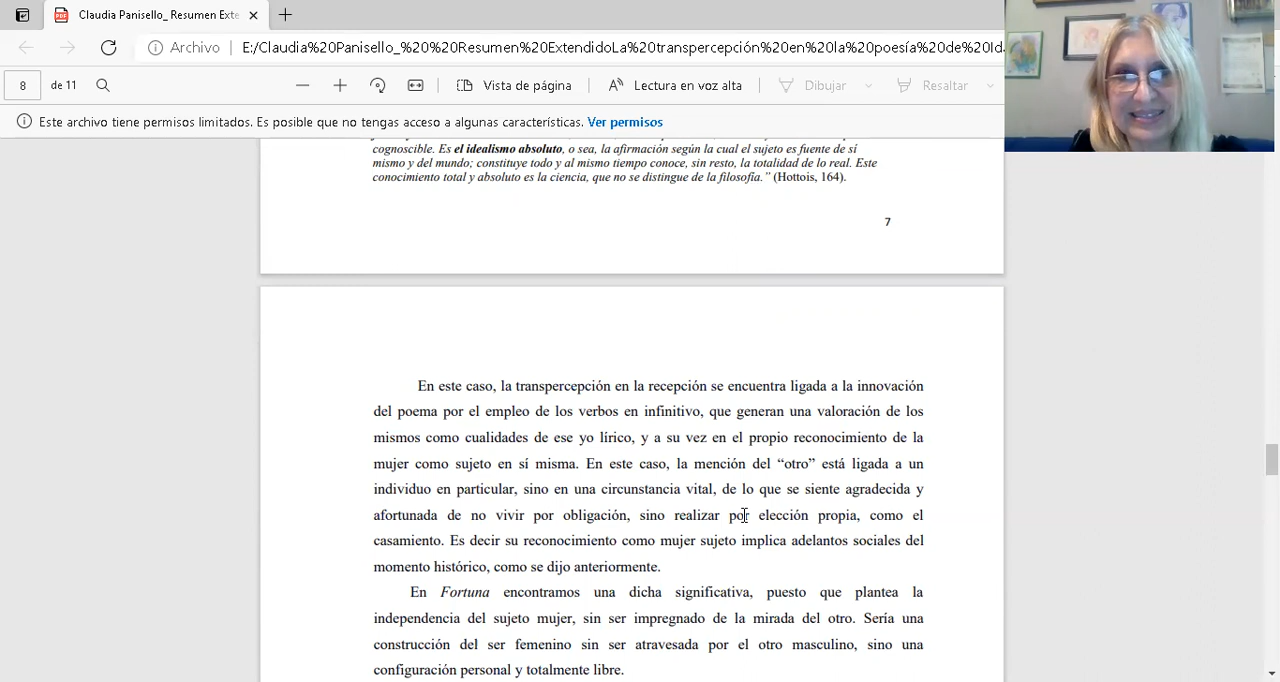 Claudia Panisello_ Resumen Exte
Archivo
E:/Claudia%20Panisello_%20%20Resumen%20ExtendidoLa%20transpercepción%20en%20la%20poesía%20de%20Id.
8 de 11
Vista de página
Lectura en voz alta
Dibujar
Resaltar
Este archivo tiene permisos limitados. Es posible que no tengas acceso a algunas características. Ver permisos
cognoscible. Es el idealismo absoluto, o sea, la afirmación según la cual el sujeto es fuente de sí
mismo y del mundo; constituye todo y al mismo tiempo conoce, sin resto, la totalidad de lo real. Este
conocimiento total y absoluto es la ciencia, que no se distingue de la filosofía.” (Hottois, 164).
7
En este caso, la transpercepción en la recepción se encuentra ligada a la innovación
del poema por el empleo de los verbos en infinitivo, que generan una valoración de los
mismos como cualidades de ese yo lírico, y a su vez en el propio reconocimiento de la
mujer como sujeto en sí misma. En este caso, la mención del “otro” está ligada a un
individuo en particular, sino en una circunstancia vital, de lo que se siente agradecida y
afortunada de no vivir por obligación, sino realizar por elección propia, como el
casamiento. Es decir su reconocimiento como mujer sujeto implica adelantos sociales del
momento histórico, como se dijo anteriormente.
En Fortuna encontramos una dicha significativa, puesto que plantea la
independencia del sujeto mujer, sin ser impregnado de la mirada del otro. Sería una
construcción del ser femenino sin ser atravesada por el otro masculino, sino una
configuración personal y totalmente libre.